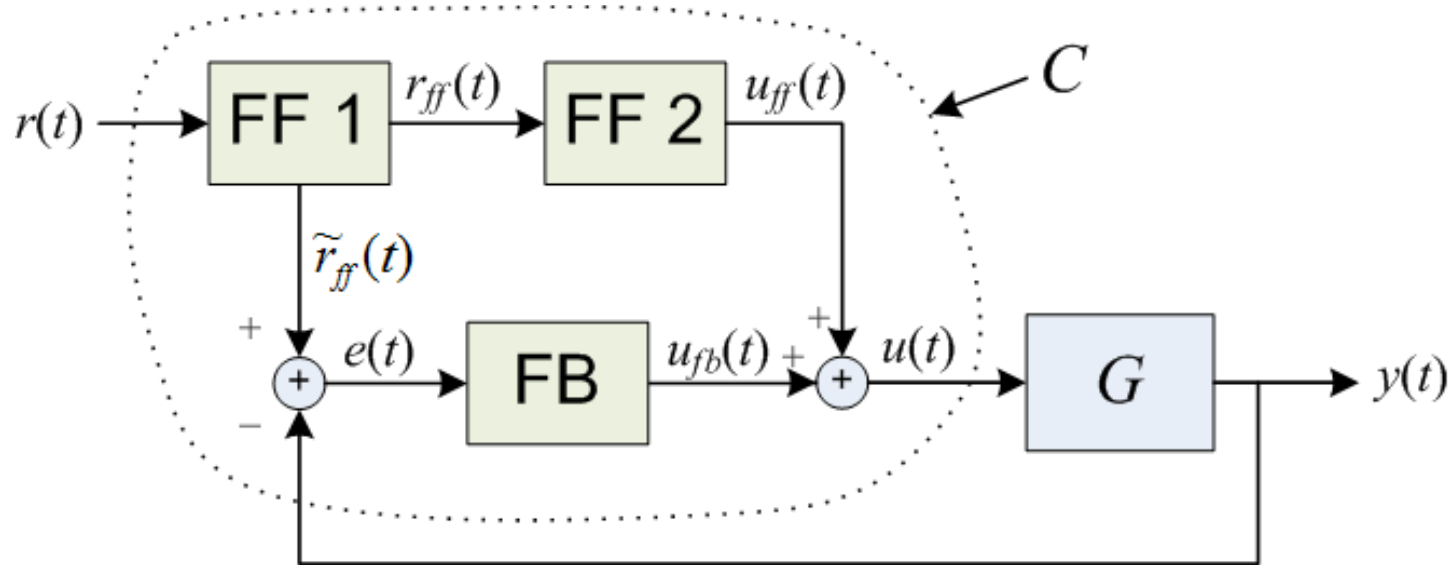 r(t)
FF 1
r_ff(t)
FF 2
u_ff(t)
C
r̃_ff(t)
+
−
+
e(t)
FB
u_fb(t)
+
+
+
u(t)
G
y(t)